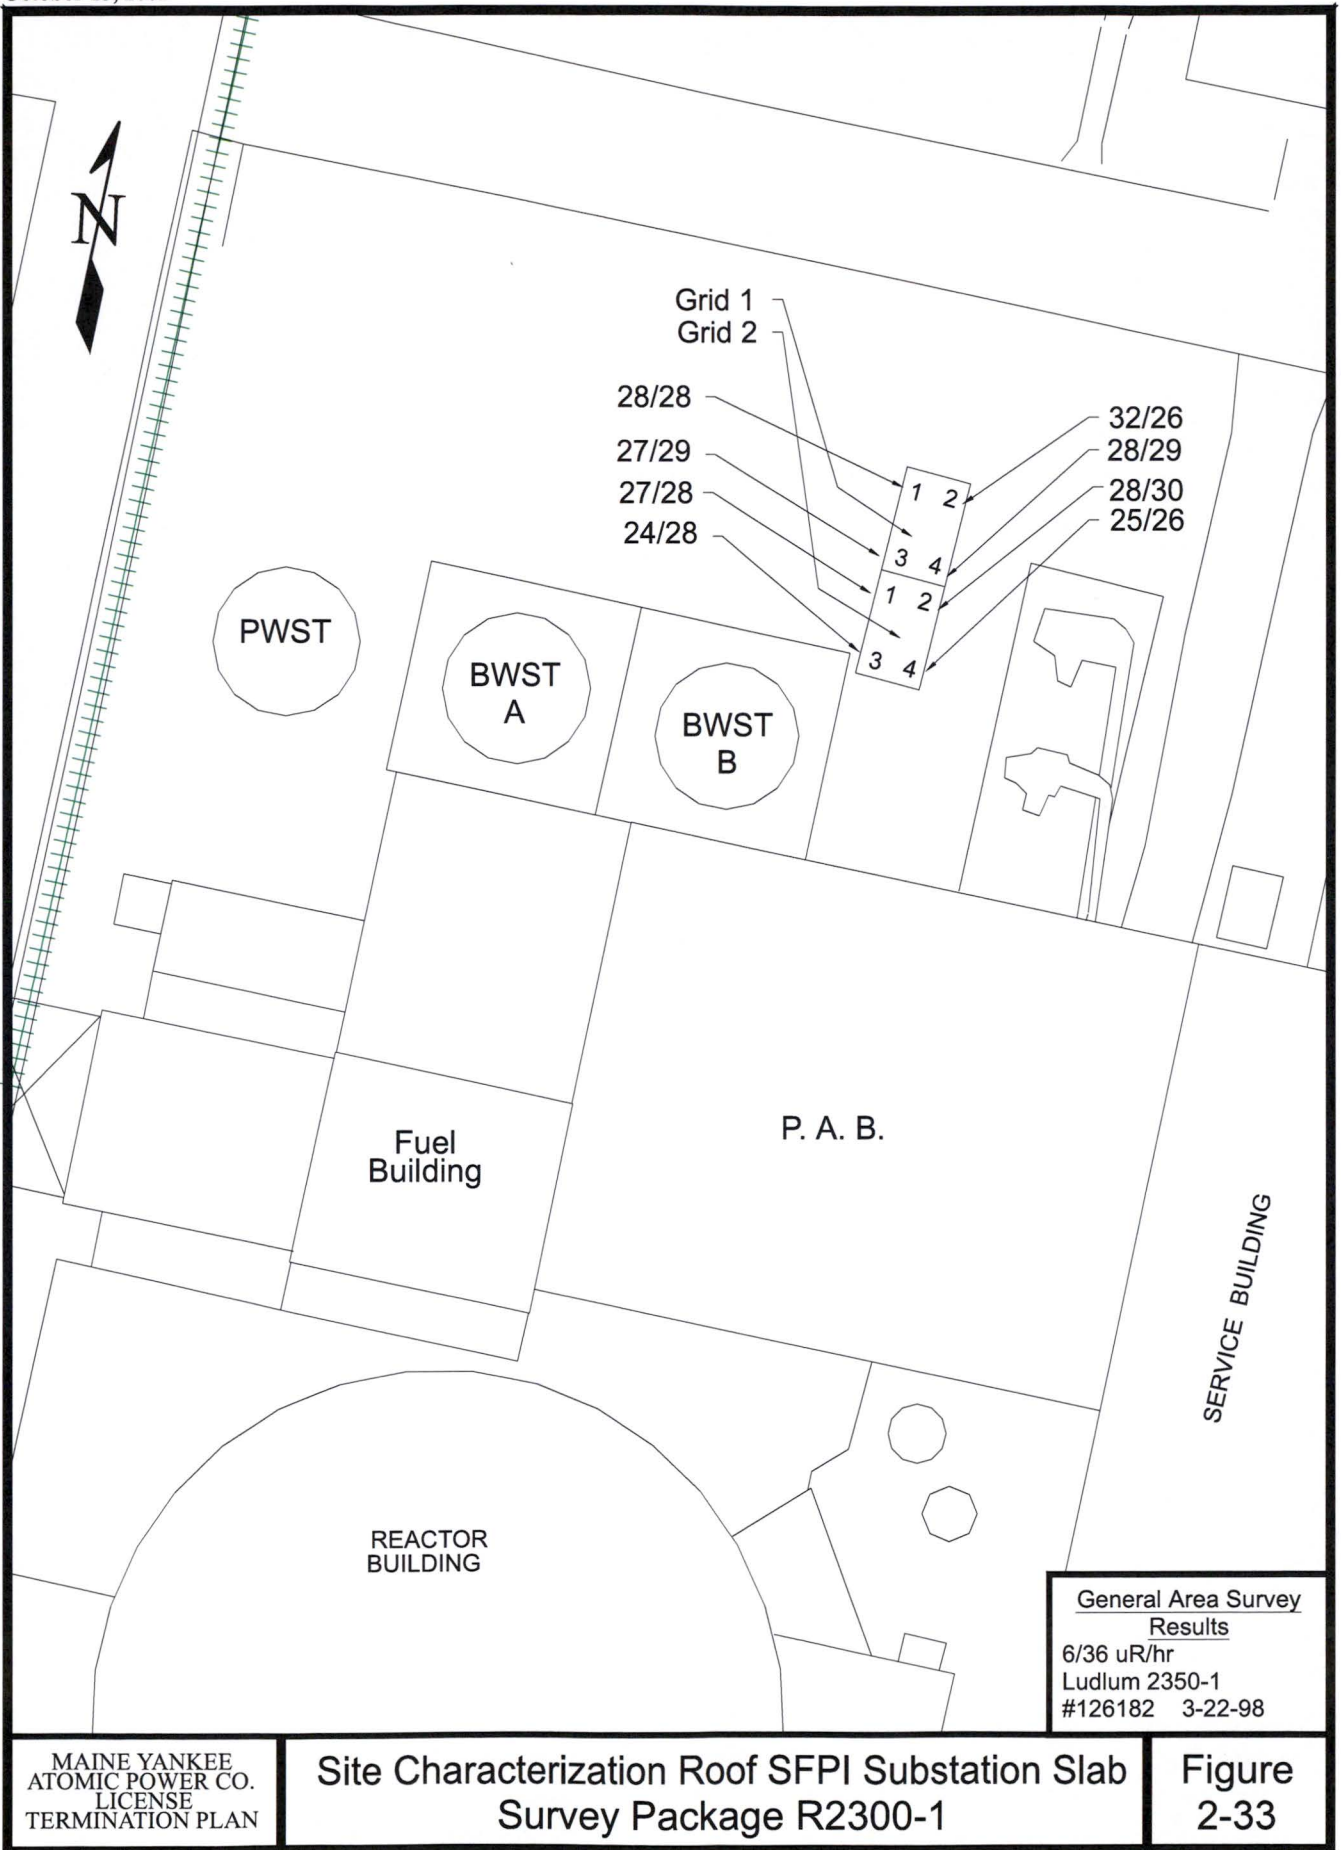 N
Grid 1
Grid 2
28/28
32/26
27/29
28/29
27/28
28/30
24/28
25/26
1 2
3 4
1 2
3 4
PWST
BWST
A
BWST
B
Fuel
Building
P. A. B.
SERVICE BUILDING
REACTOR
BUILDING
General Area Survey
Results
6/36 uR/hr
Ludlum 2350-1
#126182 3-22-98
MAINE YANKEE
ATOMIC POWER CO.
LICENSE
TERMINATION PLAN
Site Characterization Roof SFPI Substation Slab
Survey Package R2300-1
Figure
2-33